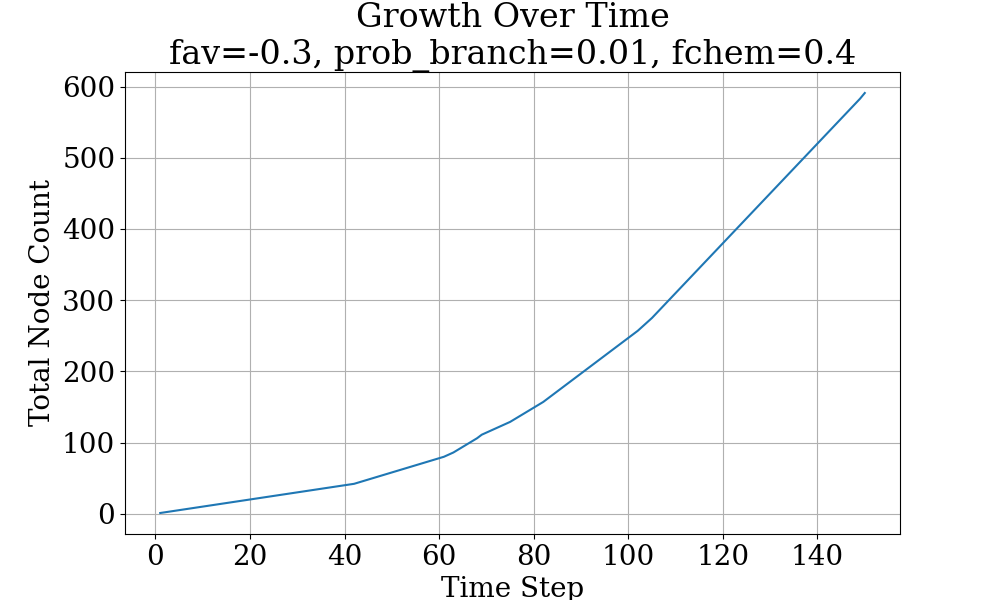 Growth Over Time
fav=-0.3, prob_branch=0.01, fchem=0.4
Total Node Count
600
500
400
300
200
100
0
0 20 40 60 80 100 120 140
Time Step